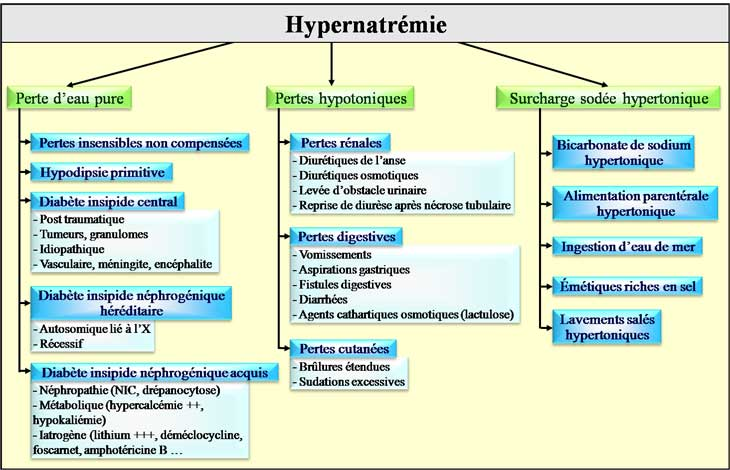 Hypernatrémie
Perte d'eau pure
Pertes insensibles non compensées
Hypodipsie primitive
Diabète insipide central
- Post traumatique
- Tumeurs, granulomes
- Idiopathique
- Vasculaire, méningite, encéphalite
Diabète insipide néphrogénique
héréditaire
- Autosomique lié à l'X
- Récessif
Diabète insipide néphrogénique acquis
- Néphropathie (NIC, drépanocytose)
- Métabolique (hypercalcémie ++,
hypokaliémie)
- Iatrogène (lithium +++, déméclocycline,
foscarnet, amphotéricine B …
Pertes hypotoniques
Pertes rénales
- Diurétiques de l'anse
- Diurétiques osmotiques
- Levée d'obstacle urinaire
- Reprise de diurèse après nécrose tubulaire
Pertes digestives
- Vomissements
- Aspirations gastriques
- Fistules digestives
- Diarrhées
- Agents cathartiques osmotiques (lactulose)
Pertes cutanées
- Brûlures étendues
- Sudations excessives
Surcharge sodée hypertonique
Bicarbonate de sodium
hypertonique
Alimentation parentérale
hypertonique
Ingestion d'eau de mer
Émétiques riches en sel
Lavements salés
hypertoniques